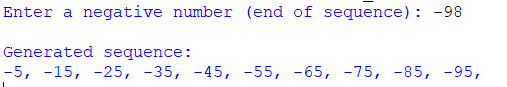 Enter a negative number (end of sequence): -98
Generated sequence:
-5, -15, -25, -35, -45, -55, -65, -75, -85, -95,